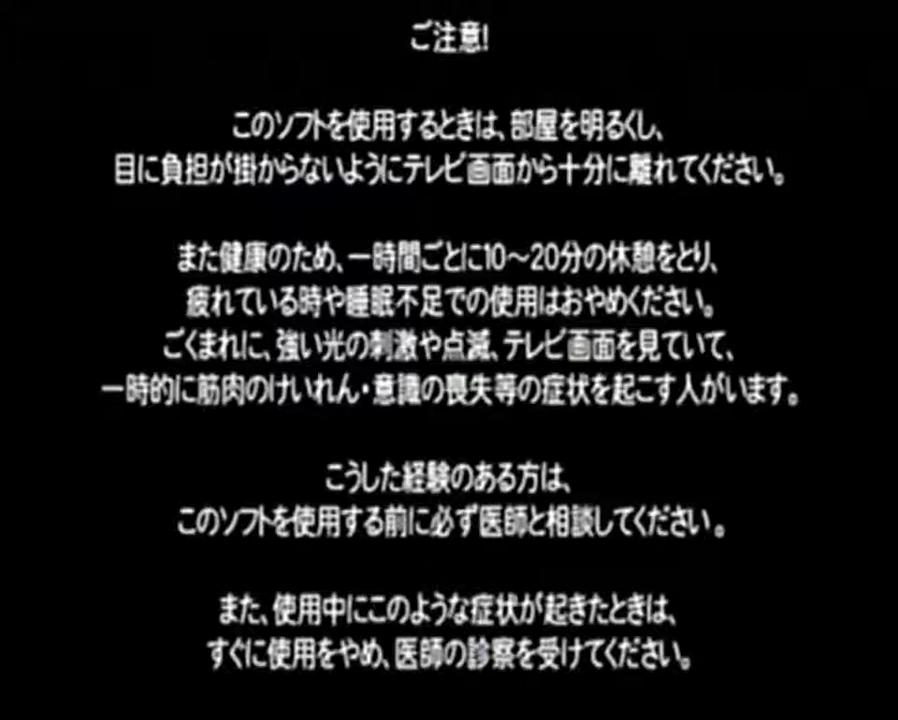 ご注意!
このソフトを使用するときは、部屋を明るくし、
目に負担が掛からないようにテレビ画面から十分に離れてください。
また健康のため、一時間ごとに10～20分の休憩をとり、
疲れている時や睡眠不足での使用はおやめください。
ごくまれに、強い光の刺激や点滅、テレビ画面を見ていて、
一時的に筋肉のけいれん・意識の喪失等の症状を起こす人がいます。
こうした経験のある方は、
このソフトを使用する前に必ず医師と相談してください。
また、使用中にこのような症状が起きたときは、
すぐに使用をやめ、医師の診察を受けてください。